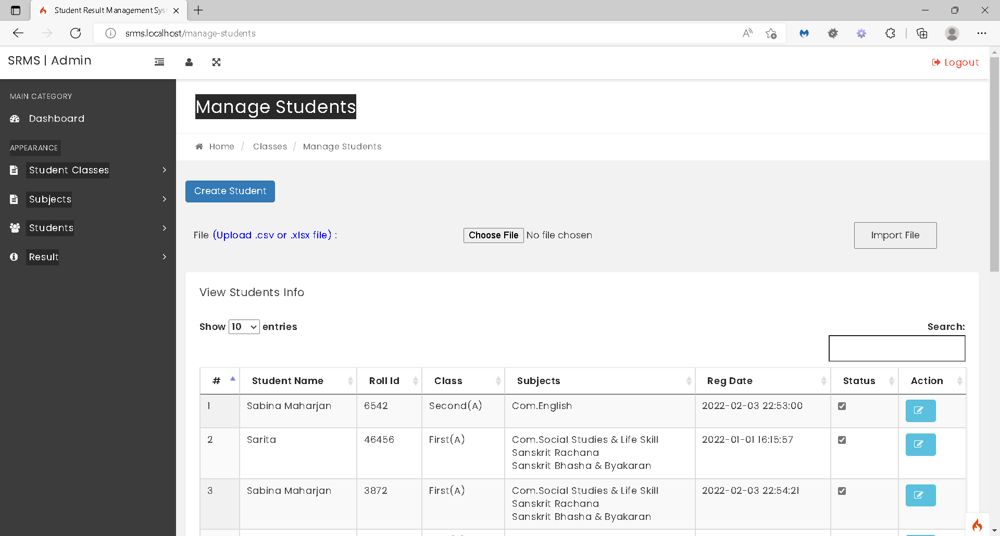 Student Result Management Sys
srms.localhost/manage-students
SRMS | Admin
Logout
MAIN CATEGORY
Dashboard
APPEARANCE
Student Classes
Subjects
Students
Result
Manage Students
Home / Classes / Manage Students
Create Student
File (Upload .csv or .xlsx file) :
Choose File No file chosen
Import File
View Students Info
Show 10 entries
Search:
# Student Name Roll Id Class Subjects Reg Date Status Action
1 Sabina Maharjan 6542 Second(A) Com.English 2022-02-03 22:53:00
2 Sarita 46456 First(A) Com.Social Studies & Life Skill 2022-01-01 16:15:57
Sanskrit Rachana
Sanskrit Bhasha & Byakaran
3 Sabina Maharjan 3872 First(A) Com.Social Studies & Life Skill 2022-02-03 22:54:21
Sanskrit Rachana
Sanskrit Bhasha & Byakaran